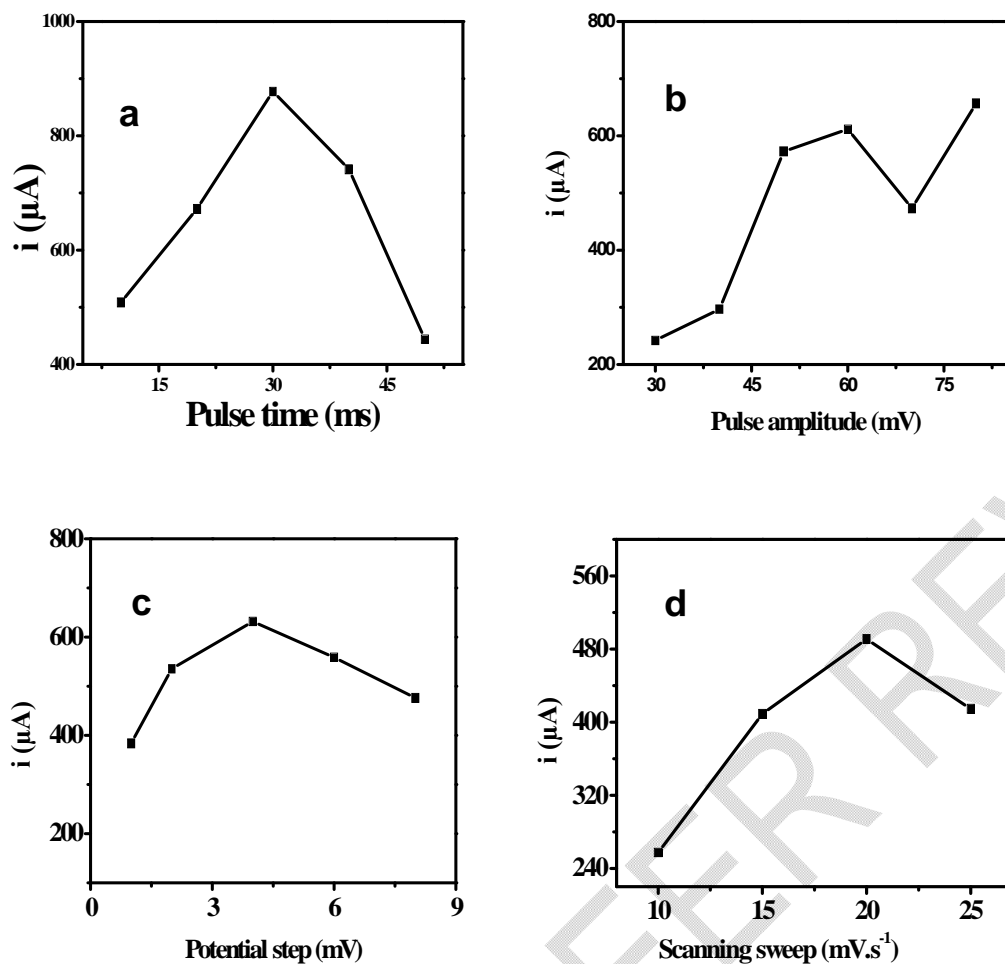 1000
800
600
400
i (µA)
a
15
30
45
Pulse time (ms)
800
600
400
200
i (µA)
b
30
45
60
75
Pulse amplitude (mV)
800
600
400
200
i (µA)
c
0
3
6
9
Potential step (mV)
560
480
400
320
240
i (µA)
d
10
15
20
25
Scanning sweep (mV.s⁻¹)
ER RE